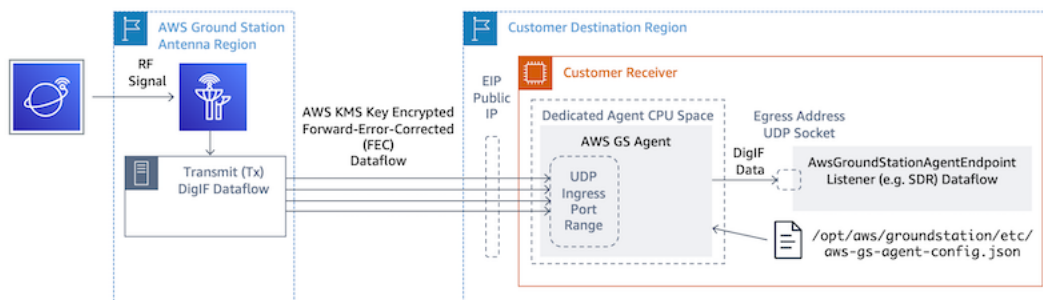 AWS Ground Station
Antenna Region
RF
Signal
Transmit (Tx)
DigIF Dataflow
AWS KMS Key Encrypted
Forward-Error-Corrected
(FEC)
Dataflow
Customer Destination Region
EIP
Public
IP
Customer Receiver
Dedicated Agent CPU Space
AWS GS Agent
UDP
Ingress
Port
Range
Egress Address
UDP Socket
DigIF
Data
AwsGroundStationAgentEndpoint
Listener (e.g. SDR) Dataflow
/opt/aws/groundstation/etc/
aws-gs-agent-config.json